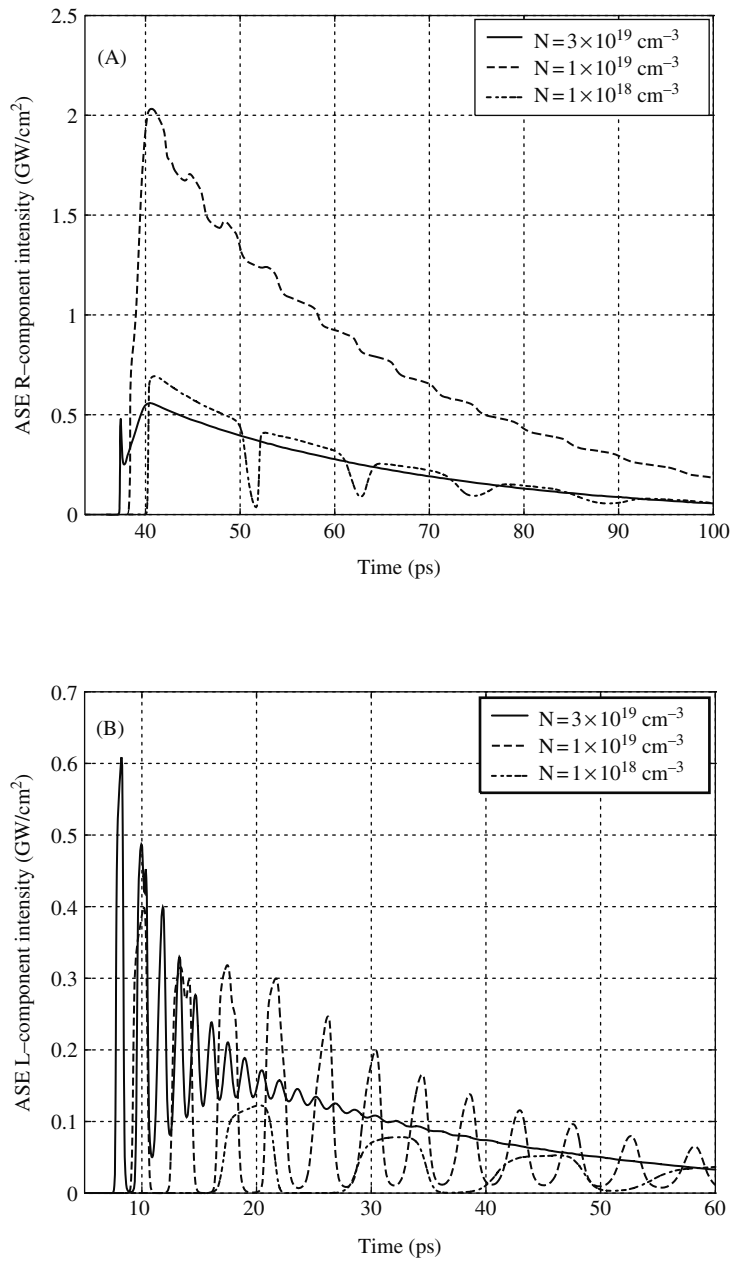 (A)
N=3×10¹⁹ cm⁻³
N=1×10¹⁹ cm⁻³
N=1×10¹⁸ cm⁻³
ASE R–component intensity (GW/cm²)
2.5
2
1.5
1
0.5
0
40 50 60 70 80 90 100
Time (ps)
(B)
N=3×10¹⁹ cm⁻³
N=1×10¹⁹ cm⁻³
N=1×10¹⁸ cm⁻³
ASE L–component intensity (GW/cm²)
0.7
0.6
0.5
0.4
0.3
0.2
0.1
0
10 20 30 40 50 60
Time (ps)